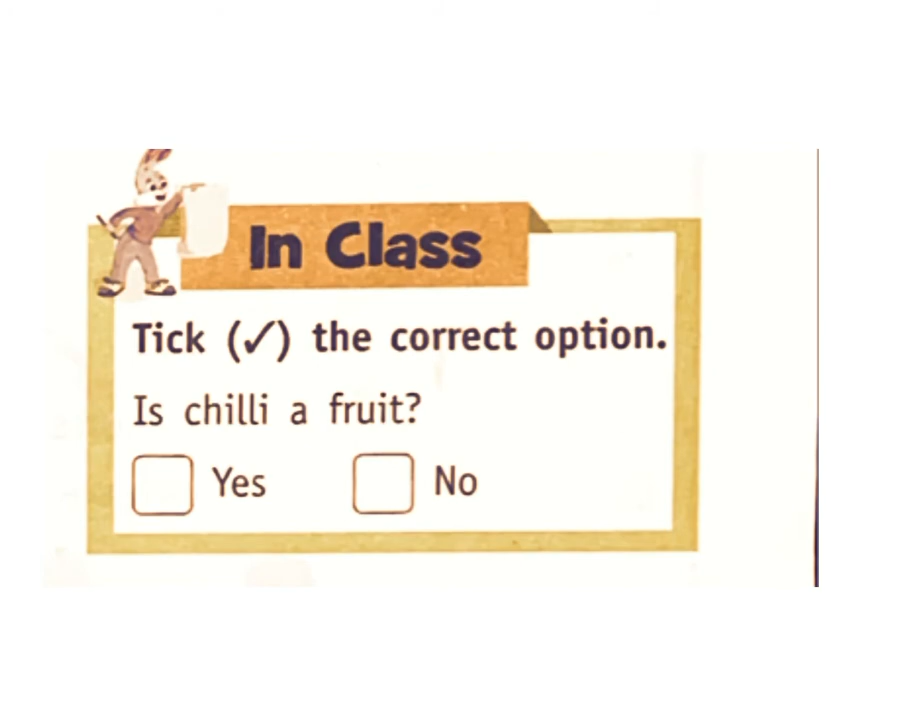 In Class
Tick (✓) the correct option.
Is chilli a fruit?
Yes No